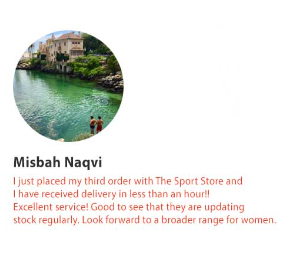 Misbah Naqvi
I just placed my third order with The Sport Store and
I have received delivery in less than an hour!!
Excellent service! Good to see that they are updating
stock regularly. Look forward to a broader range for women.